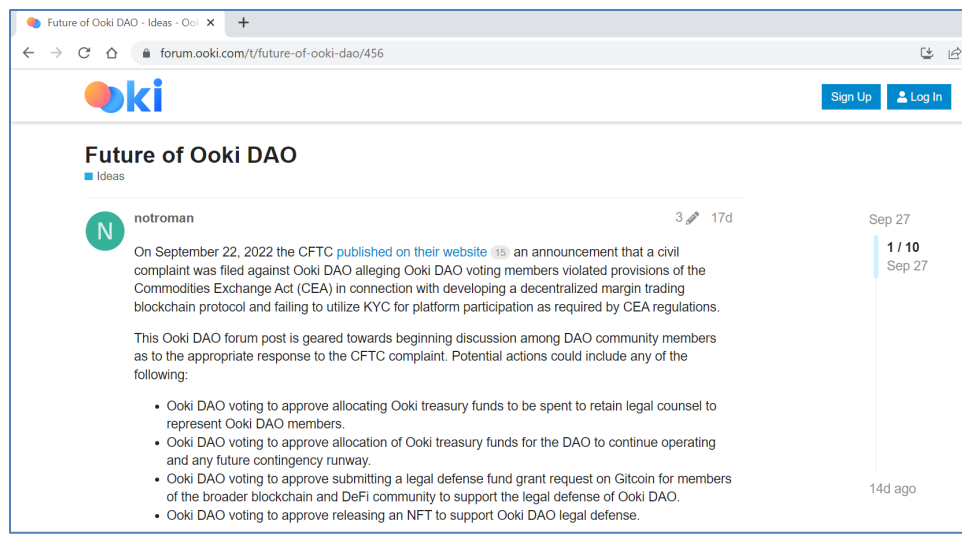 Future of Ooki DAO - Ideas - Ook
forum.ooki.com/t/future-of-ooki-dao/456
Ooki
Sign Up
Log In
Future of Ooki DAO
Ideas
N
notroman
3
17d
On September 22, 2022 the CFTC published on their website 15 an announcement that a civil
complaint was filed against Ooki DAO alleging Ooki DAO voting members violated provisions of the
Commodities Exchange Act (CEA) in connection with developing a decentralized margin trading
blockchain protocol and failing to utilize KYC for platform participation as required by CEA regulations.
This Ooki DAO forum post is geared towards beginning discussion among DAO community members
as to the appropriate response to the CFTC complaint. Potential actions could include any of the
following:
• Ooki DAO voting to approve allocating Ooki treasury funds to be spent to retain legal counsel to
represent Ooki DAO members.
• Ooki DAO voting to approve allocation of Ooki treasury funds for the DAO to continue operating
and any future contingency runway.
• Ooki DAO voting to approve submitting a legal defense fund grant request on Gitcoin for members
of the broader blockchain and DeFi community to support the legal defense of Ooki DAO.
• Ooki DAO voting to approve releasing an NFT to support Ooki DAO legal defense.
Sep 27
1 / 10
Sep 27
14d ago